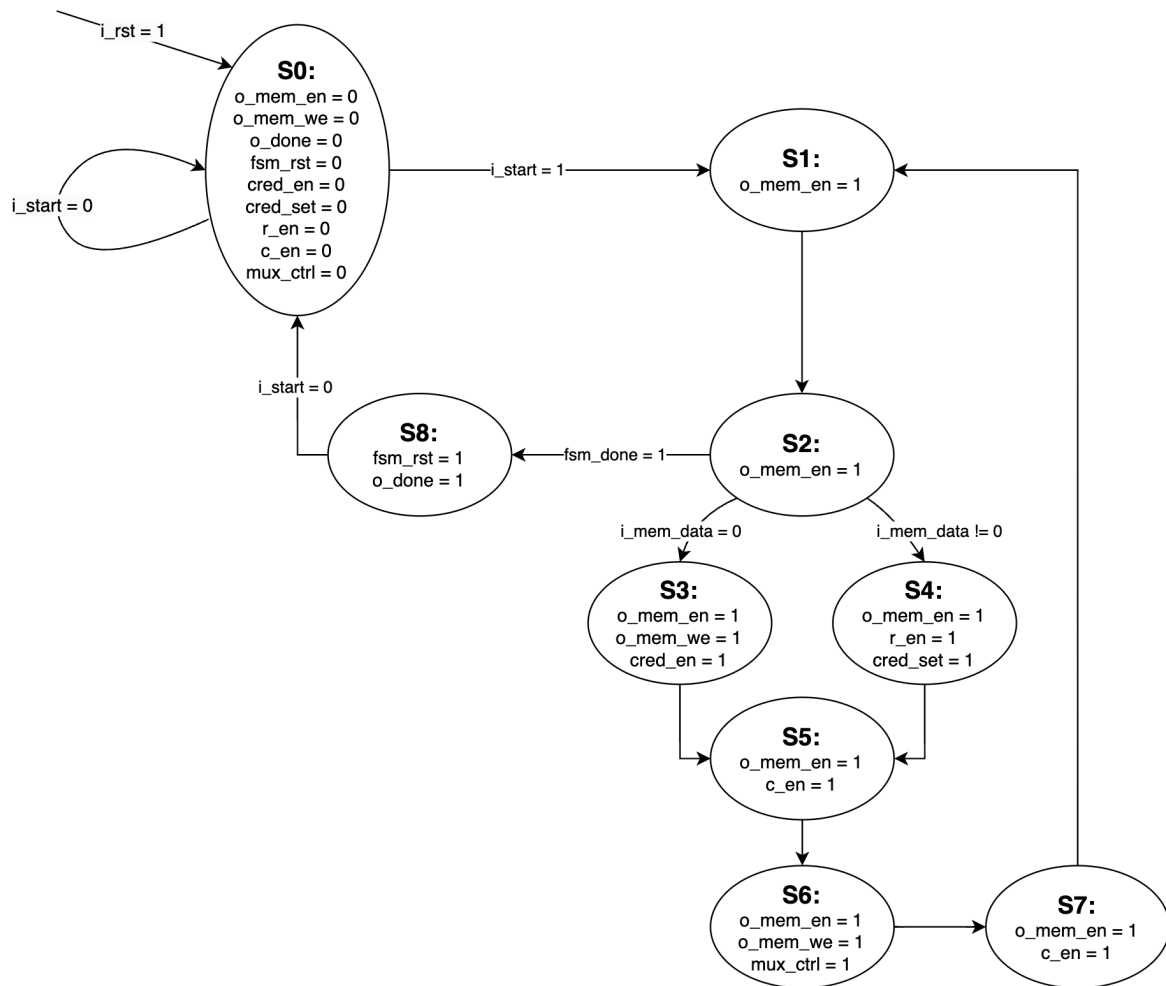 i_rst = 1
S0:
o_mem_en = 0
o_mem_we = 0
o_done = 0
fsm_rst = 0
cred_en = 0
cred_set = 0
r_en = 0
c_en = 0
mux_ctrl = 0
i_start = 0
i_start = 1
S1:
o_mem_en = 1
i_start = 0
S8:
fsm_rst = 1
o_done = 1
fsm_done = 1
S2:
o_mem_en = 1
i_mem_data = 0
i_mem_data != 0
S3:
o_mem_en = 1
o_mem_we = 1
cred_en = 1
S4:
o_mem_en = 1
r_en = 1
cred_set = 1
S5:
o_mem_en = 1
c_en = 1
S6:
o_mem_en = 1
o_mem_we = 1
mux_ctrl = 1
S7:
o_mem_en = 1
c_en = 1